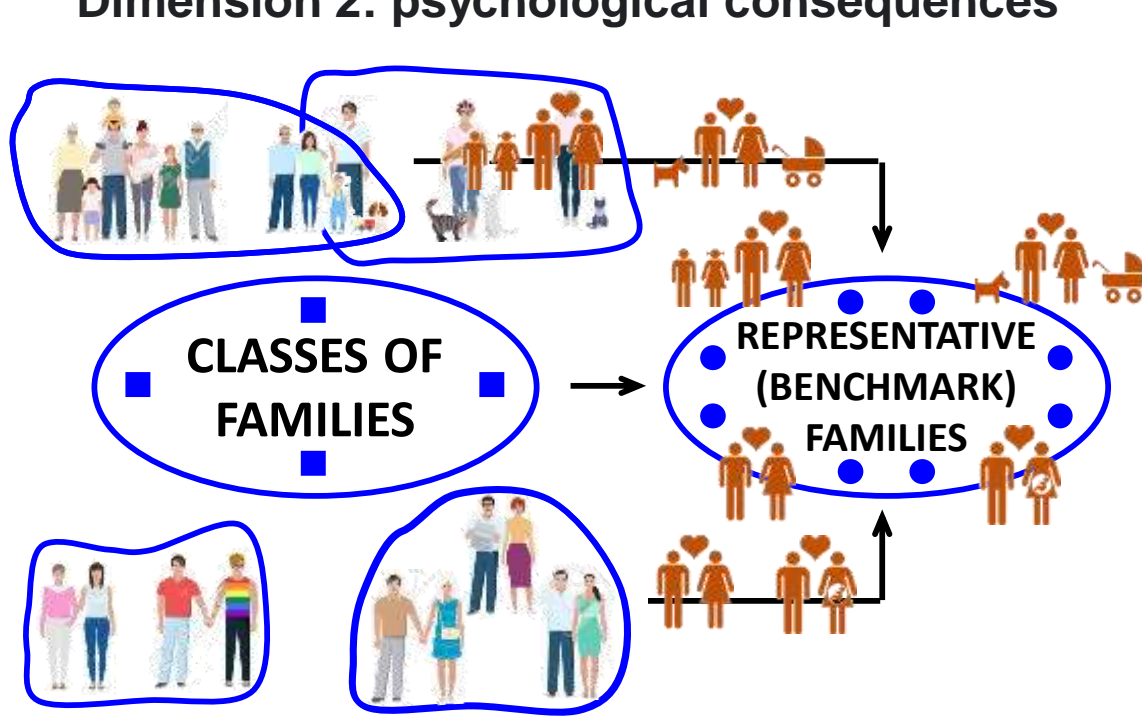 Dimension 2: psychological consequences
CLASSES OF
FAMILIES
REPRESENTATIVE
(BENCHMARK)
FAMILIES